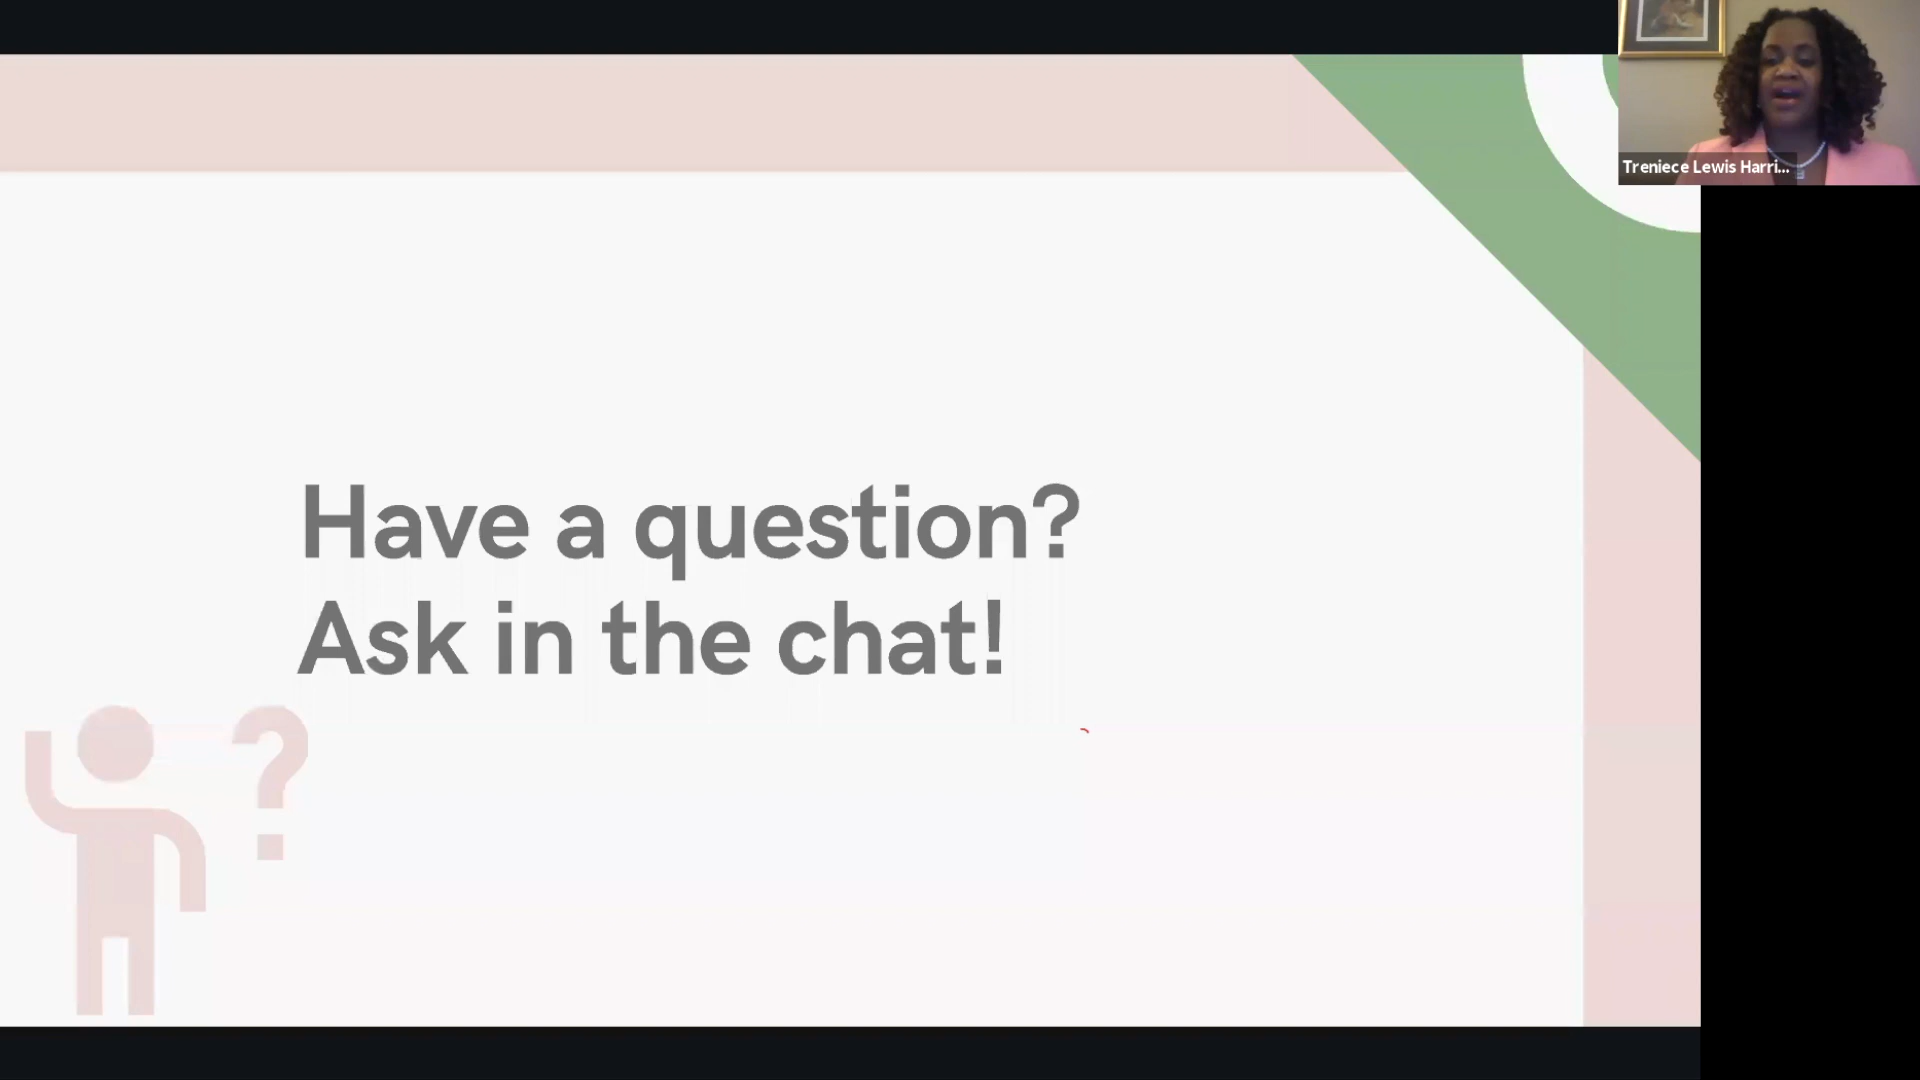 Treniece Lewis Harri...
Have a question?
Ask in the chat!
?